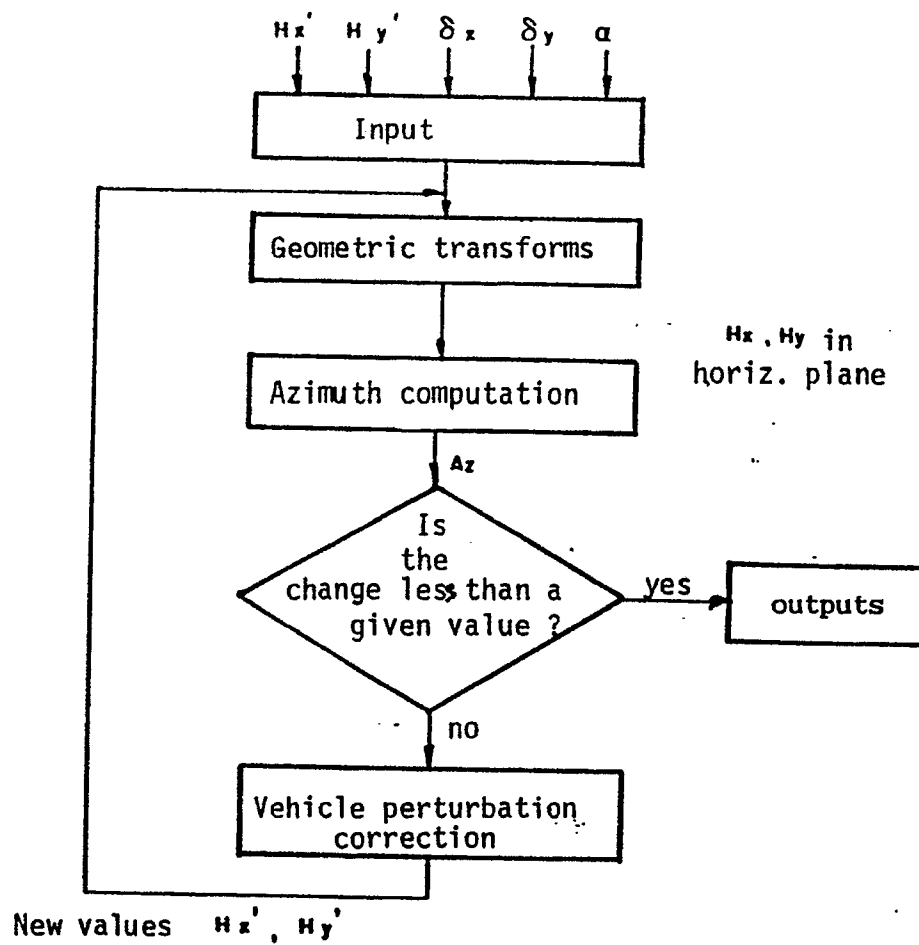 Hx' Hy' δx δy α
Input
Geometric transforms
Hx, Hy in
horiz. plane
Azimuth computation
Az
Is
the
change less than a
given value ?
yes
outputs
no
Vehicle perturbation
correction
New values Hx', Hy'